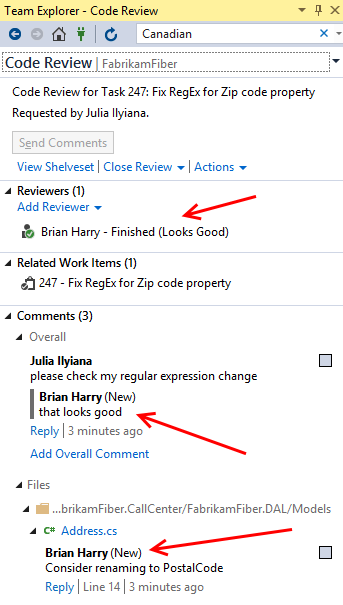 Team Explorer - Code Review
Canadian
Code Review | FabrikamFiber
Code Review for Task 247: Fix RegEx for Zip code property
Requested by Julia Ilyiana.
Send Comments
View Shelveset | Close Review | Actions
Reviewers (1)
Add Reviewer
Brian Harry - Finished (Looks Good)
Related Work Items (1)
247 - Fix RegEx for Zip code property
Comments (3)
Overall
Julia Ilyiana
please check my regular expression change
Brian Harry (New)
that looks good
Reply | 3 minutes ago
Add Overall Comment
Files
...brikamFiber.CallCenter/FabrikamFiber.DAL/Models
C# Address.cs
Brian Harry (New)
Consider renaming to PostalCode
Reply | Line 14 | 3 minutes ago